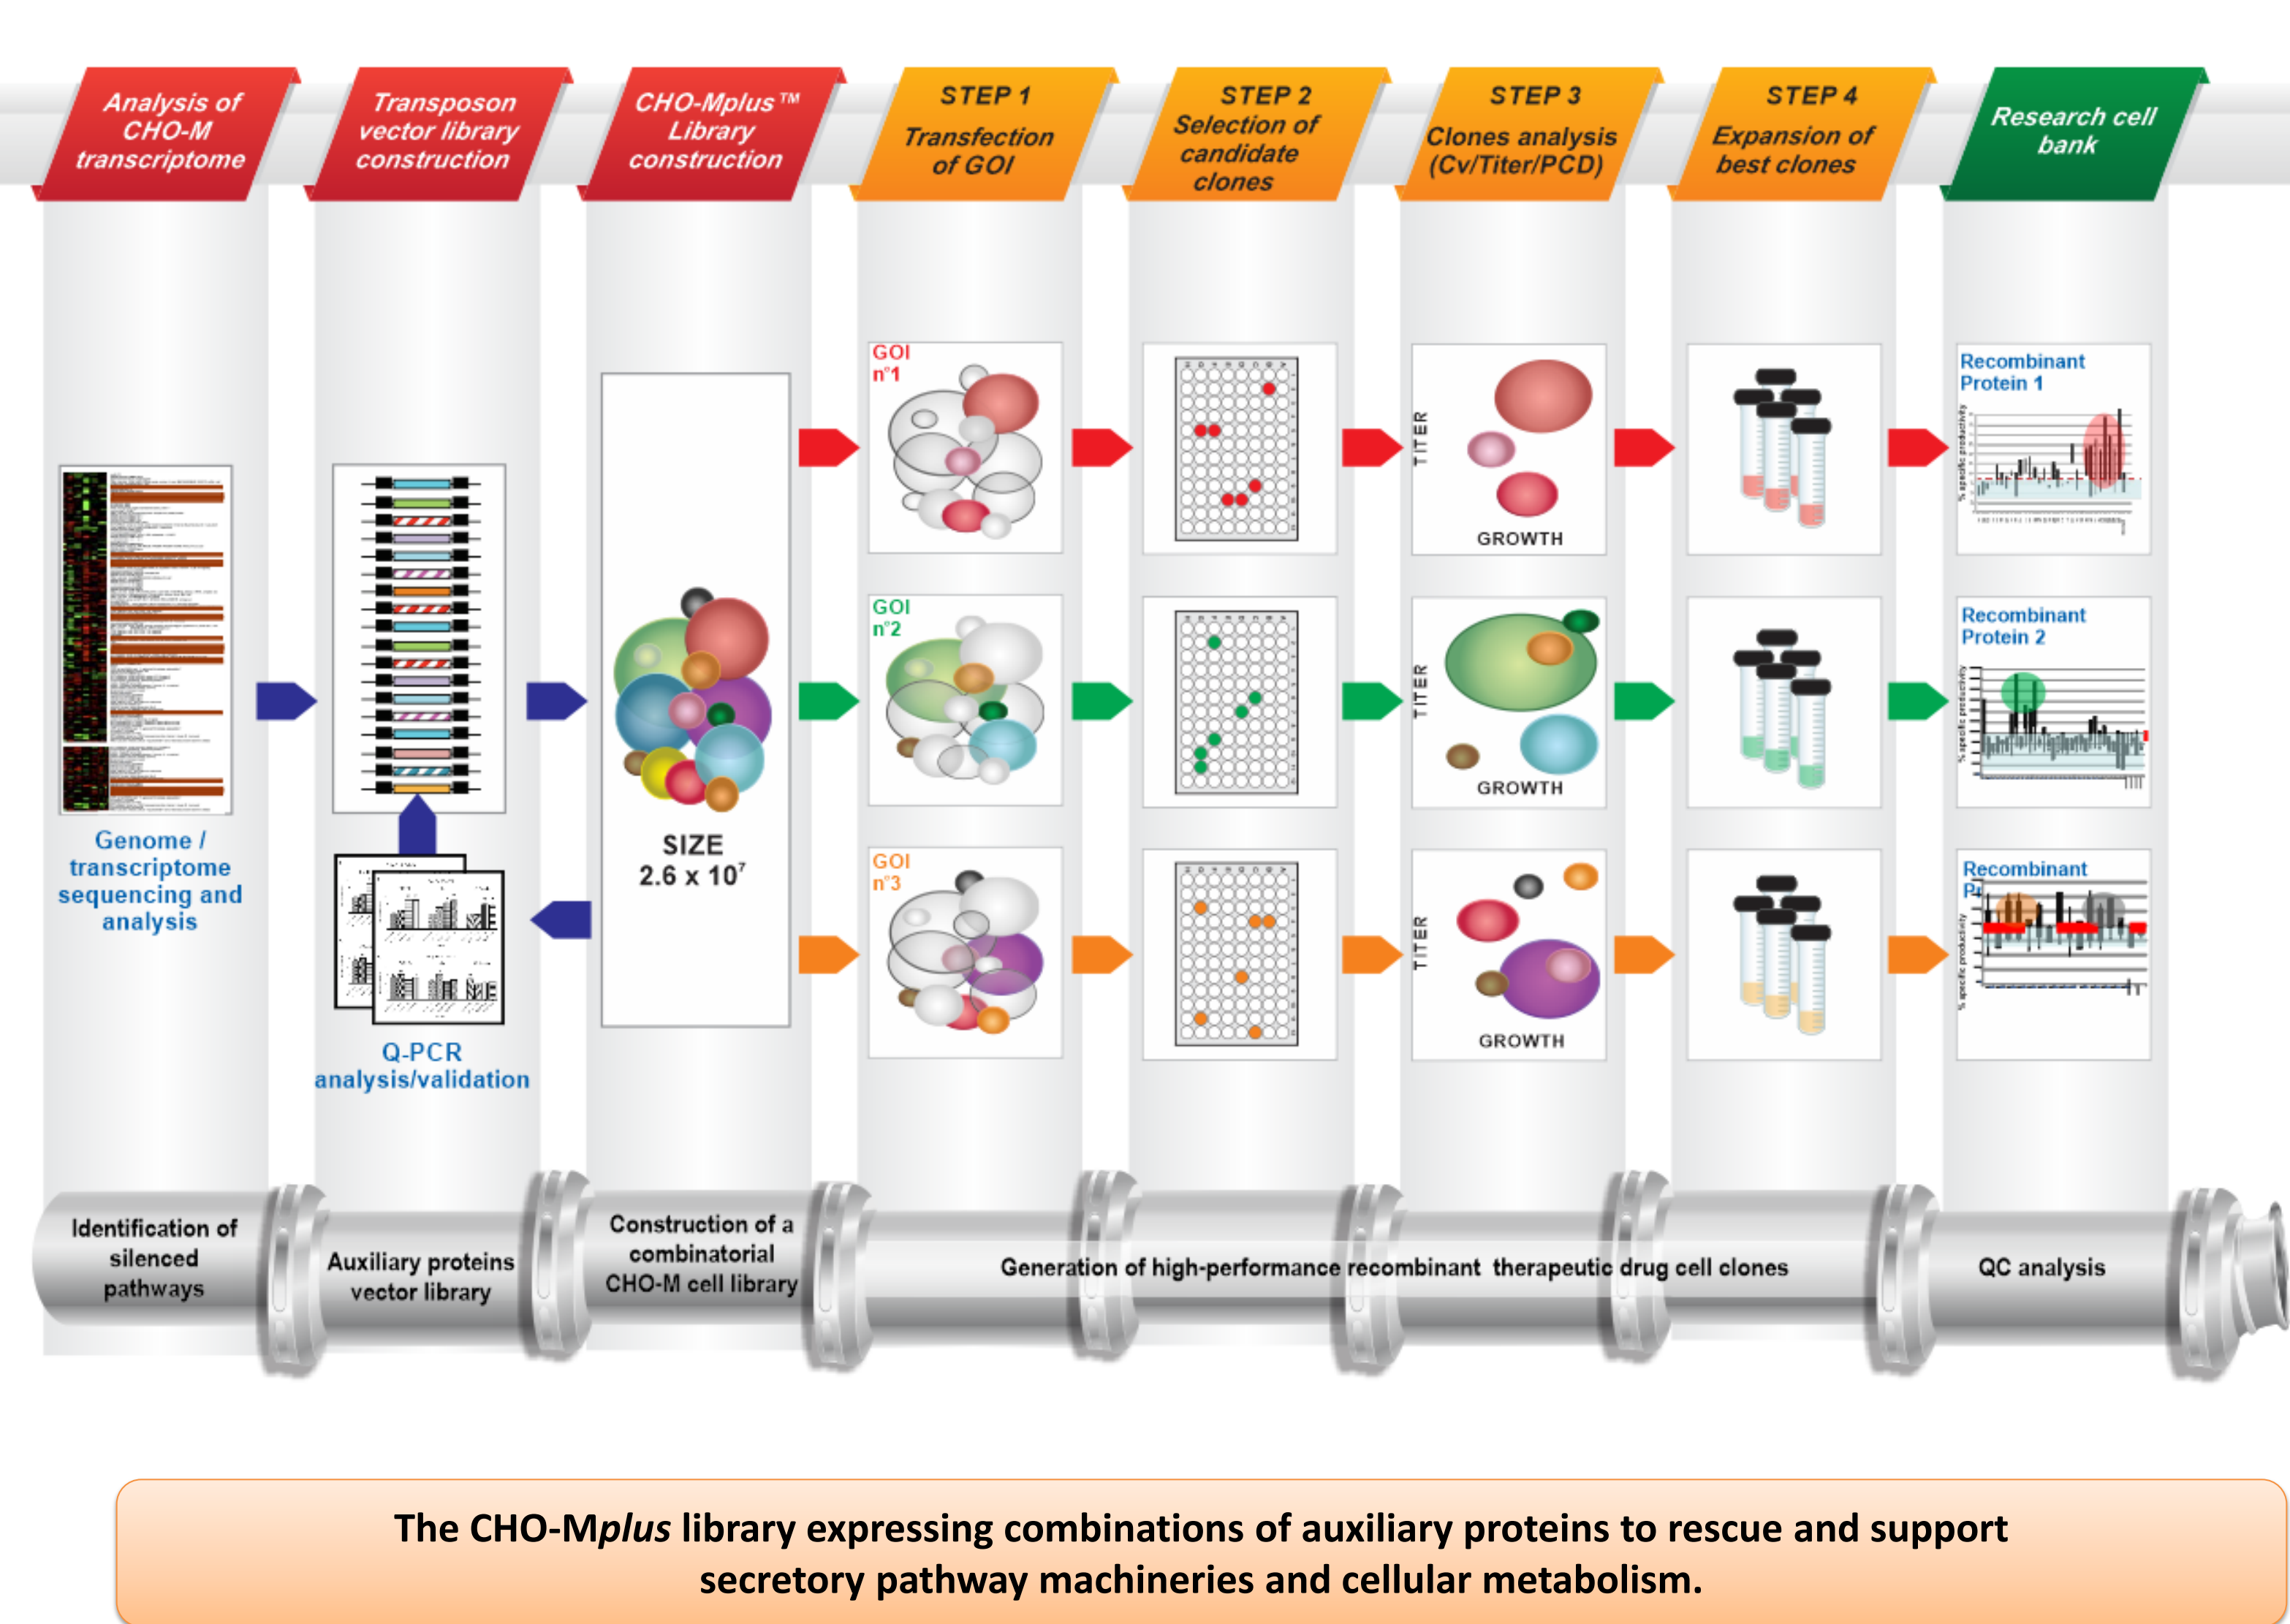 Analysis of
CHO-M
transcriptome
Transposon
vector library
construction
CHO-Mplus™
Library
construction
STEP 1
Transfection
of GOI
STEP 2
Selection of
candidate
clones
STEP 3
Clones analysis
(Cv/Titer/PCD)
STEP 4
Expansion of
best clones
Research cell
bank
Genome /
transcriptome
sequencing and
analysis
Q-PCR
analysis/validation
SIZE
2.6 x 10⁷
GOI
n°1
TITER
GROWTH
Recombinant
Protein 1
% specific productivity
GOI
n°2
TITER
GROWTH
Recombinant
Protein 2
% specific productivity
GOI
n°3
TITER
GROWTH
Recombinant
% specific productivity
Identification of
silenced
pathways
Auxiliary proteins
vector library
Construction of a
combinatorial
CHO-M cell library
Generation of high-performance recombinant therapeutic drug cell clones
QC analysis
The CHO-Mplus library expressing combinations of auxiliary proteins to rescue and support
secretory pathway machineries and cellular metabolism.